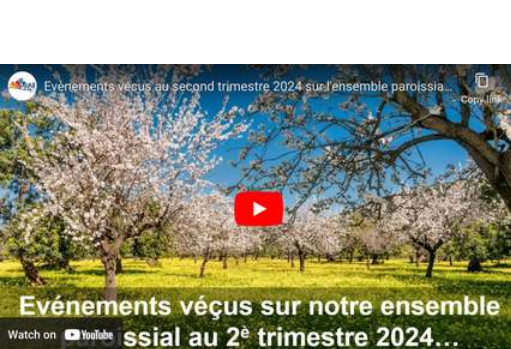 Evénements vécus au second trimestre 2024 sur l'ensemble paroissia...
Copy link
Evénements véçus sur notre ensemble
ssial au 2è trimestre 2024...
Watch on YouTube